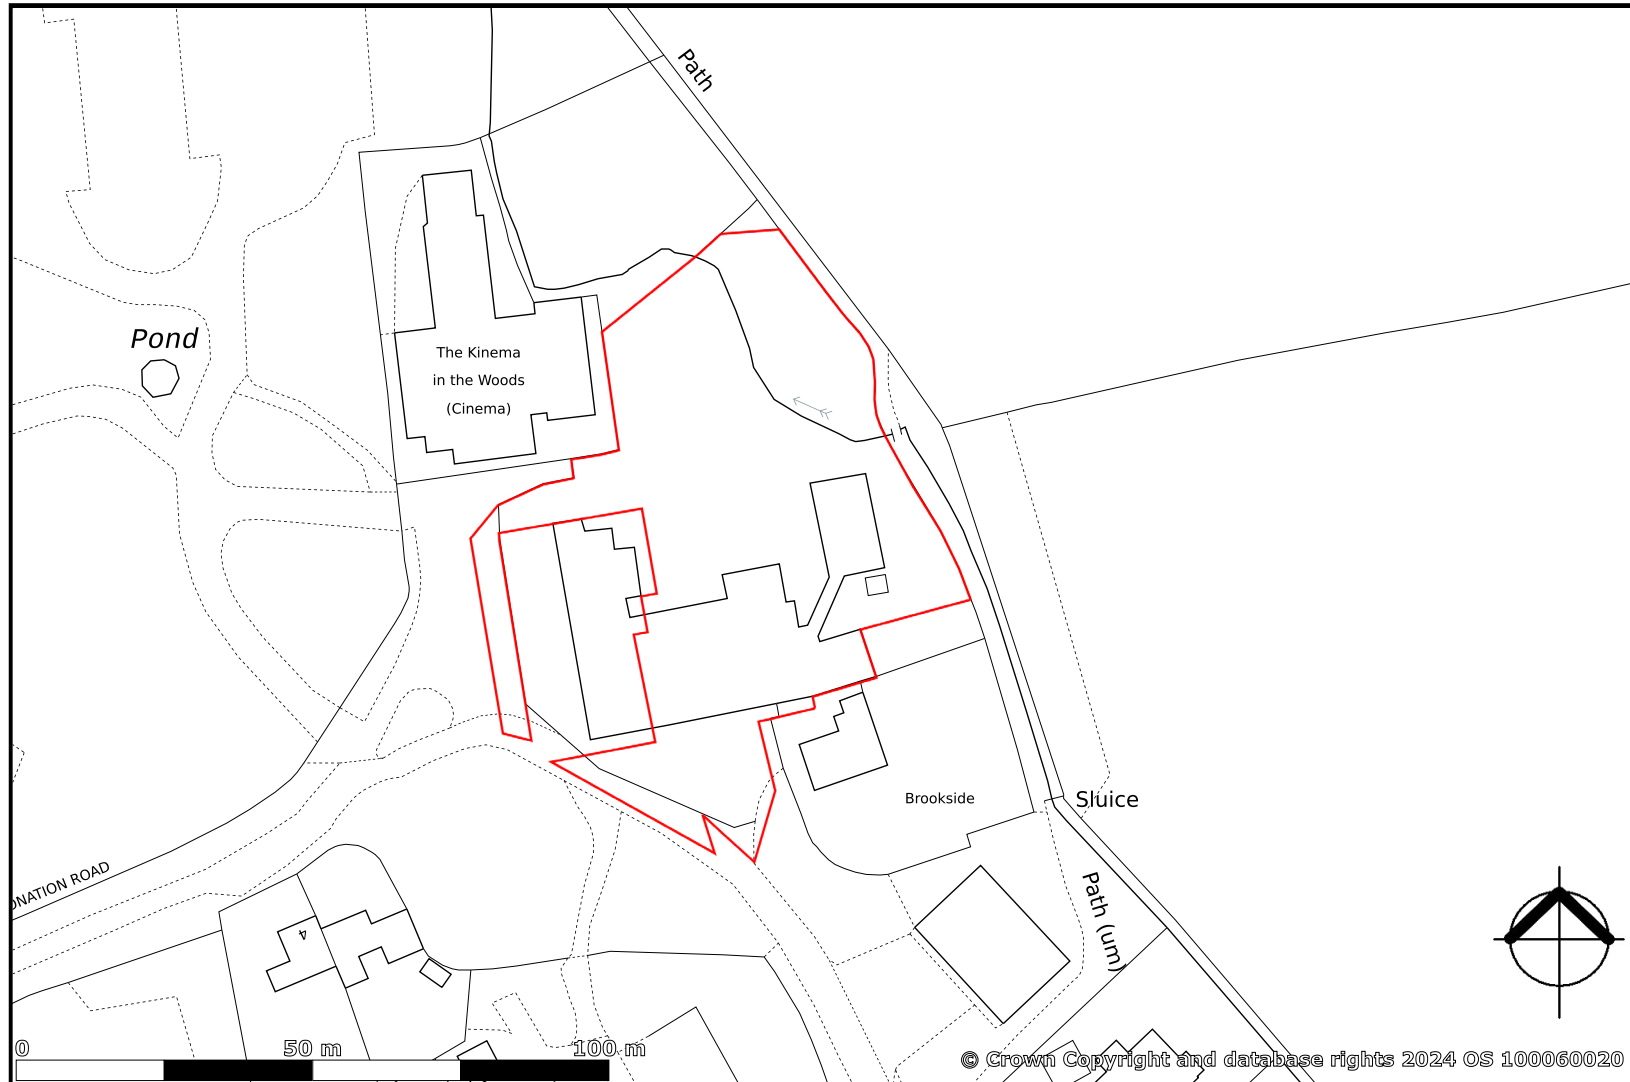 Path
Pond
The Kinema
in the Woods
(Cinema)
Brookside
Sluice
ONATION ROAD
4
Path (um)
0
50 m
100 m
© Crown Copyright and database rights 2024 OS 100060020